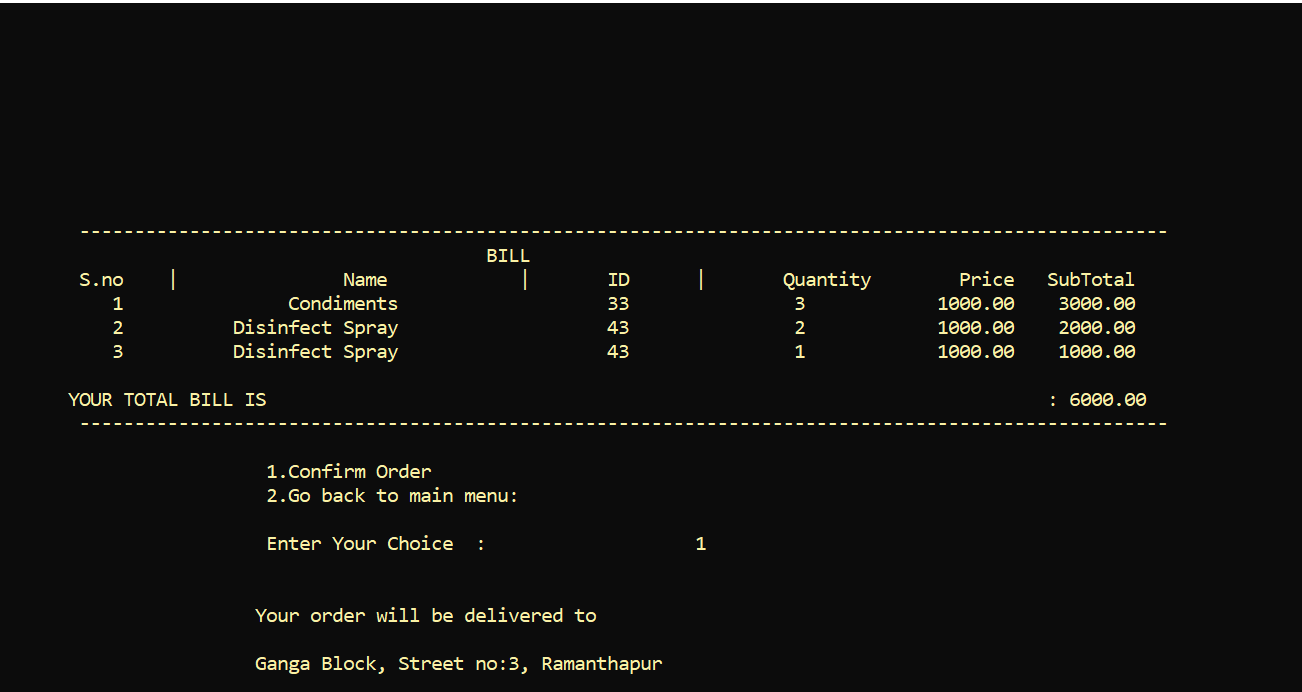 ---------------------------------------------------------------------------------------------------
BILL
S.no | Name | ID | Quantity Price SubTotal
1 Condiments 33 3 1000.00 3000.00
2 Disinfect Spray 43 2 1000.00 2000.00
3 Disinfect Spray 43 1 1000.00 1000.00
YOUR TOTAL BILL IS : 6000.00
---------------------------------------------------------------------------------------------------
1.Confirm Order
2.Go back to main menu:
Enter Your Choice : 1
Your order will be delivered to
Ganga Block, Street no:3, Ramanthapur